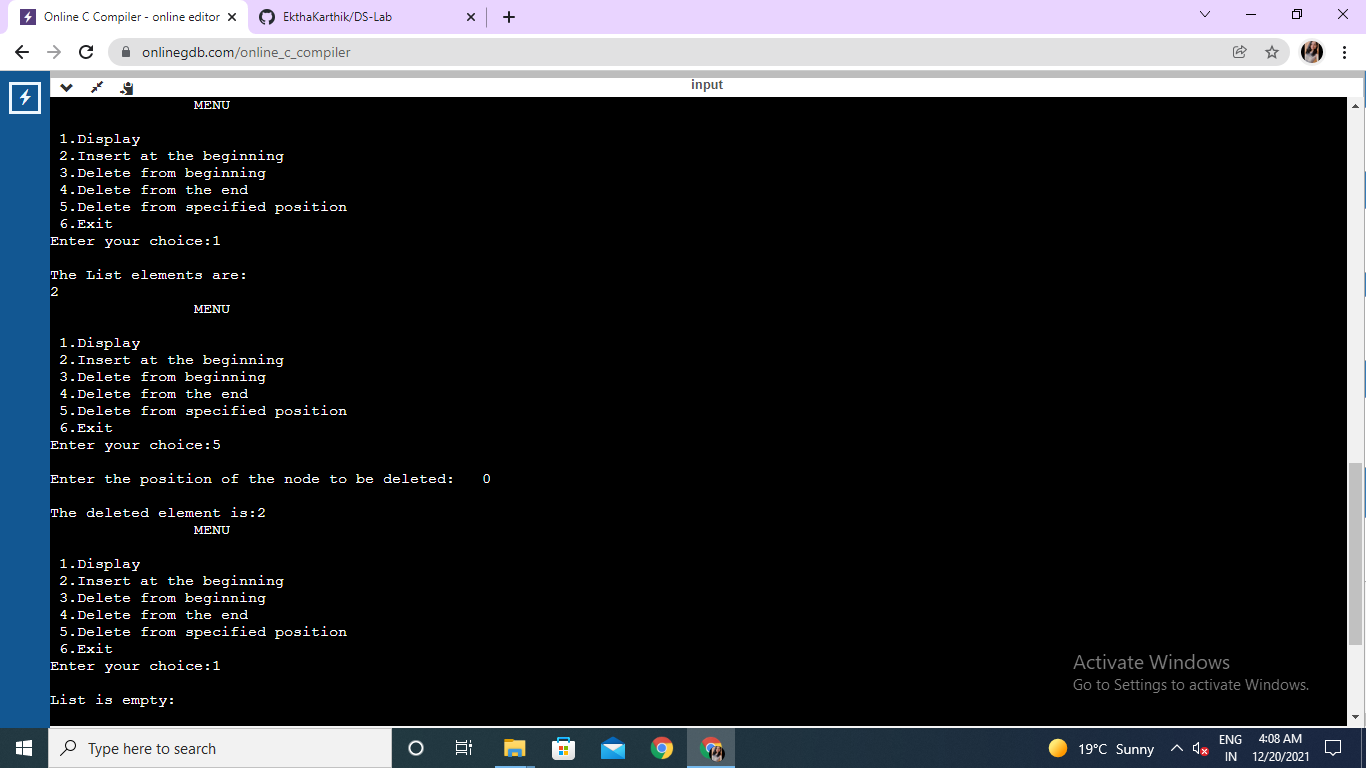 Online C Compiler - online editor
EkthaKarthik/DS-Lab
onlinegdb.com/online_c_compiler
input
MENU
1.Display
2.Insert at the beginning
3.Delete from beginning
4.Delete from the end
5.Delete from specified position
6.Exit
Enter your choice:1
The List elements are:
2
MENU
1.Display
2.Insert at the beginning
3.Delete from beginning
4.Delete from the end
5.Delete from specified position
6.Exit
Enter your choice:5
Enter the position of the node to be deleted:   0
The deleted element is:2
MENU
1.Display
2.Insert at the beginning
3.Delete from beginning
4.Delete from the end
5.Delete from specified position
6.Exit
Enter your choice:1
List is empty:
Activate Windows
Go to Settings to activate Windows.
Type here to search
19°C Sunny
ENG
IN
4:08 AM
12/20/2021